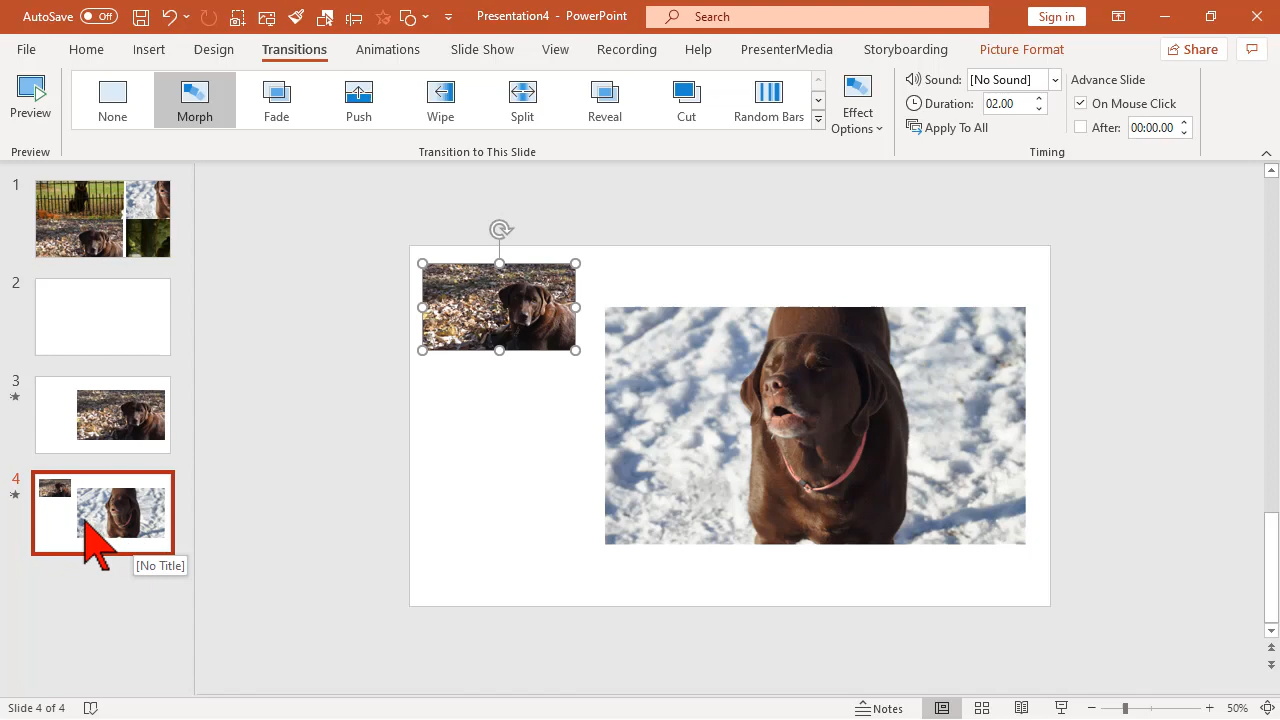 AutoSave Off Presentation4 - PowerPoint Search Sign in
File Home Insert Design Transitions Animations Slide Show View Recording Help PresenterMedia Storyboarding Picture Format Share
Preview
None Morph Fade Push Wipe Split Reveal Cut Random Bars
Effect Options
Sound: [No Sound]
Duration: 02.00
Apply To All
Advance Slide
On Mouse Click
After: 00:00.00
Preview Transition to This Slide Timing
1
2
3
4
[No Title]
Slide 4 of 4 Notes 50%